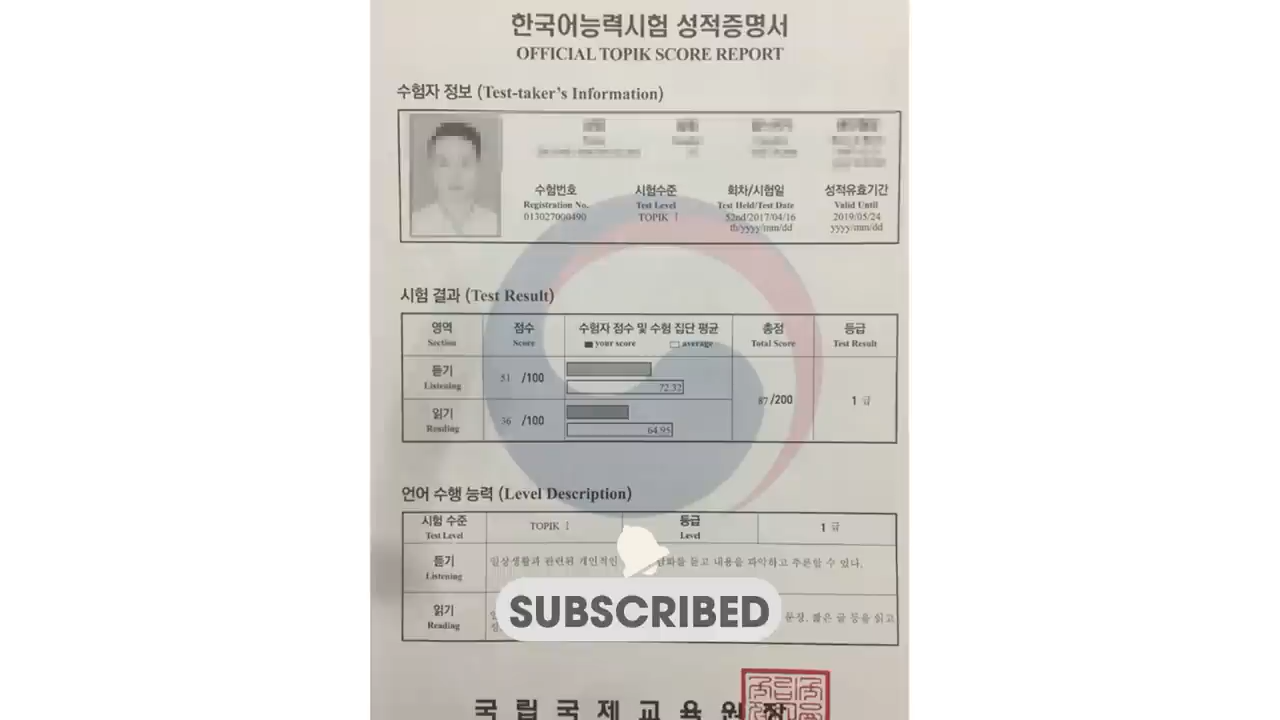 한국어능력시험 성적증명서
OFFICIAL TOPIK SCORE REPORT
수험자 정보 (Test-taker's Information)
수험번호 시험수준 회차/시험일 성적유효기간
Registration No. Test Level Test Held/Test Date Valid Until
013027000490 TOPIK Ⅰ 52nd/2017/04/16 2019/05/24
th/yyyy/mm/dd yyyy/mm/dd
시험 결과 (Test Result)
영역 점수 수험자 점수 및 수험 집단 평균 총점 등급
Section Score your score average Total Score Test Result
듣기 51 /100
Listening 72.32
87 /200 1 급
읽기 36 /100
Reading 64.95
언어 수행 능력 (Level Description)
시험 수준 TOPIK Ⅰ 등급 1 급
Test Level Level
듣기 일상생활과 관련된 개인적인 듣고 내용을 파악하고 추론할 수 있다.
Listening
읽기 문장, 짧은 글 등을 읽고
Reading
SUBSCRIBED
국립국제교육원장